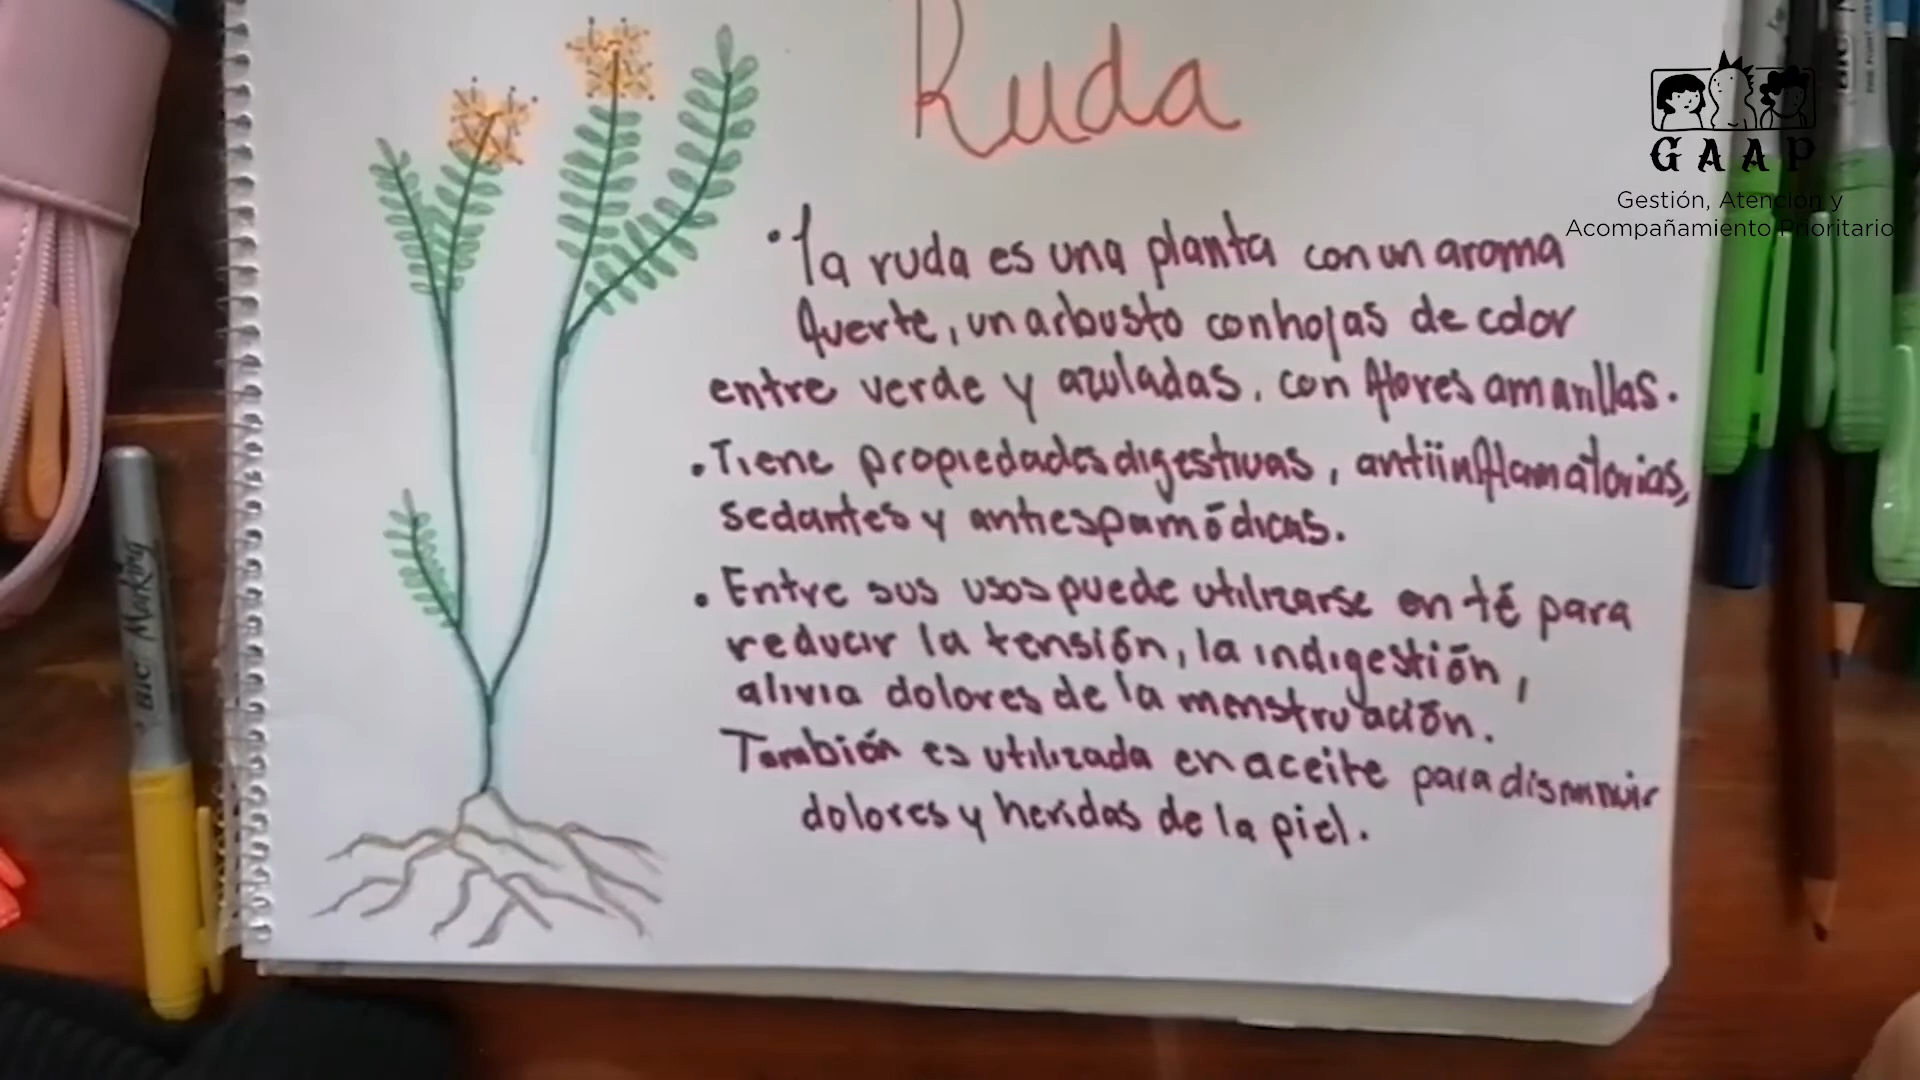 Ruda
GAAP
Gestión, Atención y
Acompañamiento Prioritario
• la ruda es una planta con un aroma
fuerte, un arbusto con hojas de color
entre verde y azuladas, con flores amarillas.
• Tiene propiedades digestivas, antiinflamatorias,
sedantes y antiespamódicas.
• Entre sus usos puede utilizarse en té para
reducir la tensión, la indigestión,
alivia dolores de la menstruación.
También es utilizada en aceite para disminuir
dolores y heridas de la piel.
BIC Marking